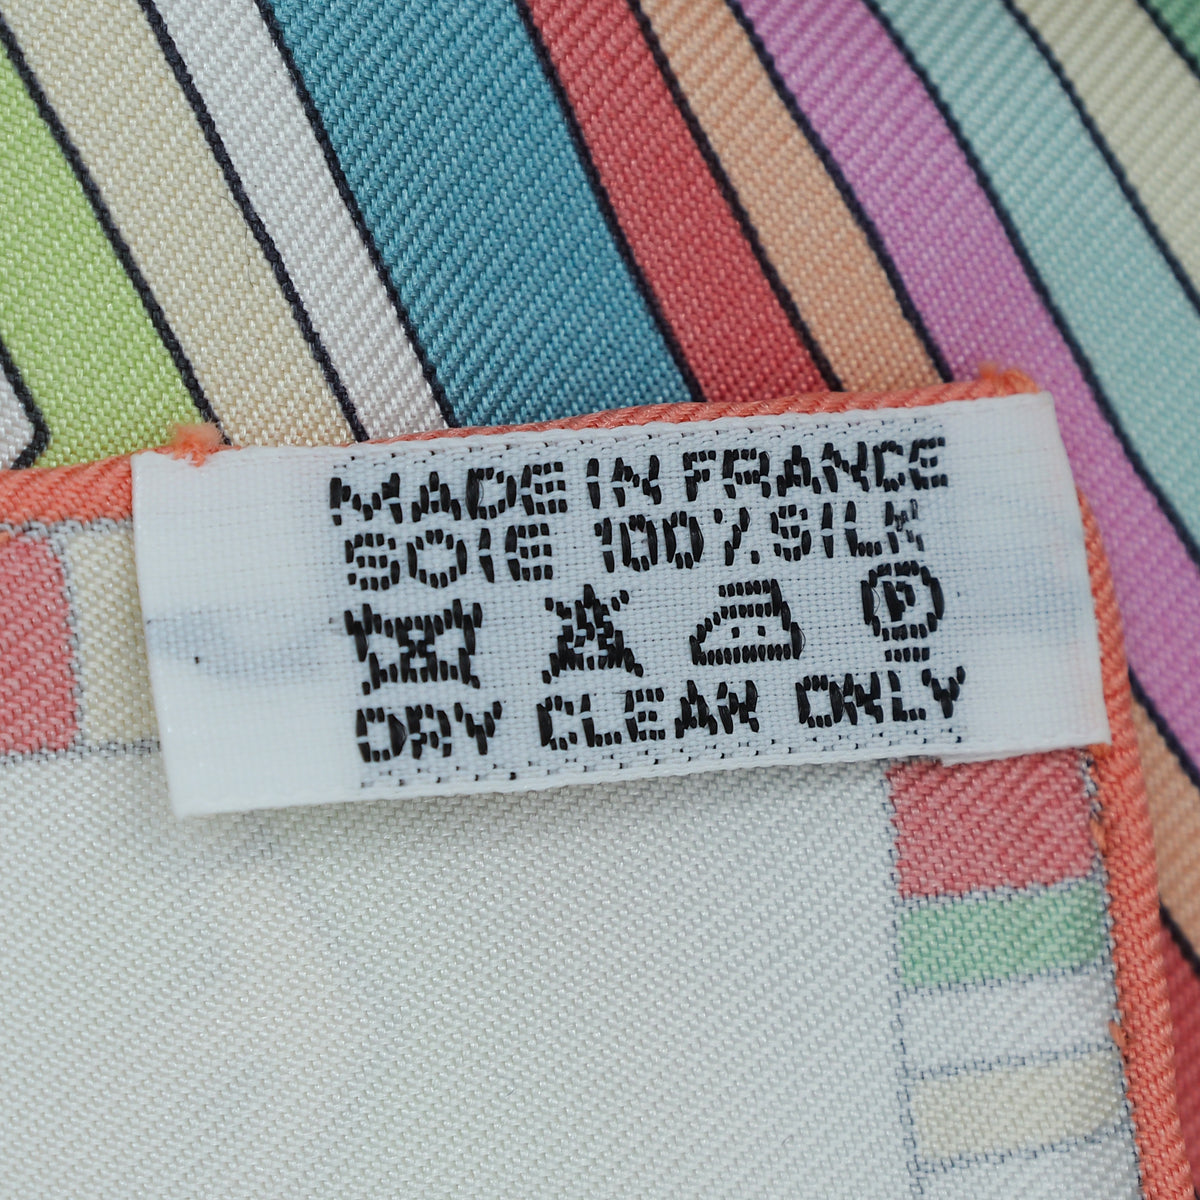 MADE IN FRANCE
SOIE 100% SILK
P
DRY CLEAN ONLY